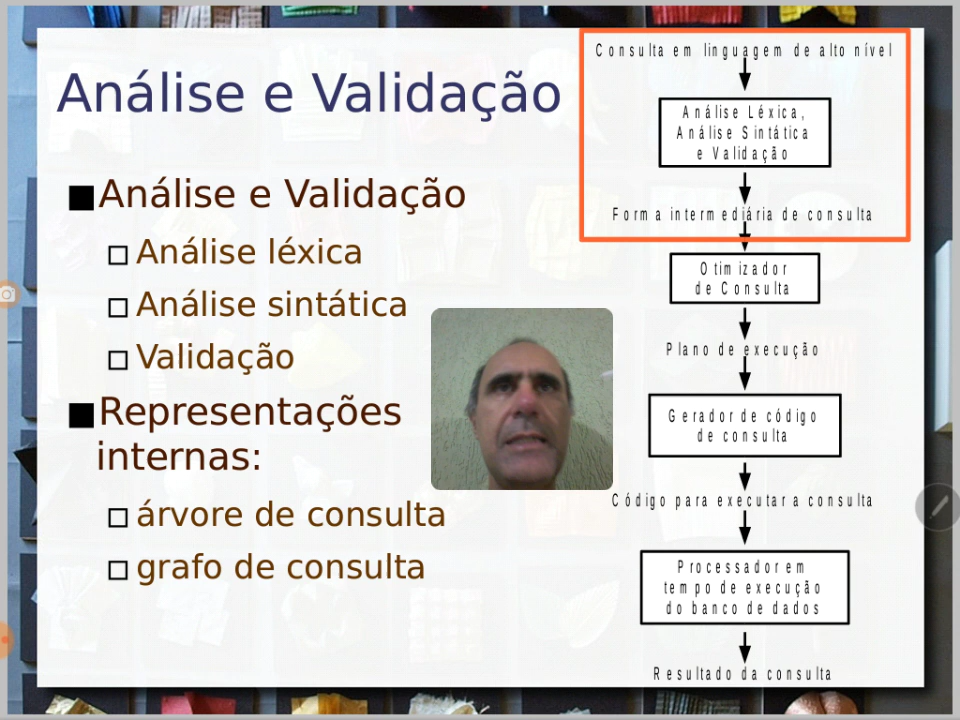 Análise e Validação
Análise e Validação
Análise léxica
Análise sintática
Validação
Representações
internas:
árvore de consulta
grafo de consulta
Consulta em linguagem de alto nível
Análise Léxica,
Análise Sintática
e Validação
Forma intermediária de consulta
Otimizador
de Consulta
Plano de execução
Gerador de código
de consulta
Código para executar a consulta
Processador em
tempo de execução
do banco de dados
Resultado da consulta